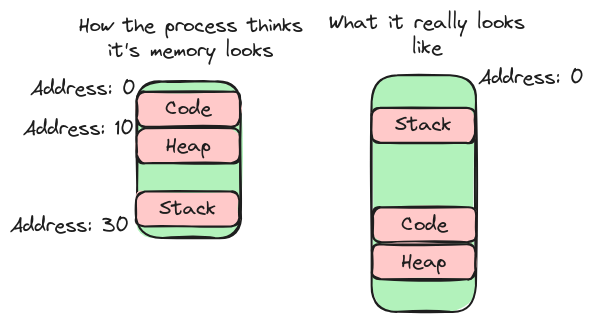 How the process thinks
it's memory looks
Address: 0
Code
Address: 10
Heap
Stack
Address: 30
What it really looks
like
Address: 0
Stack
Code
Heap